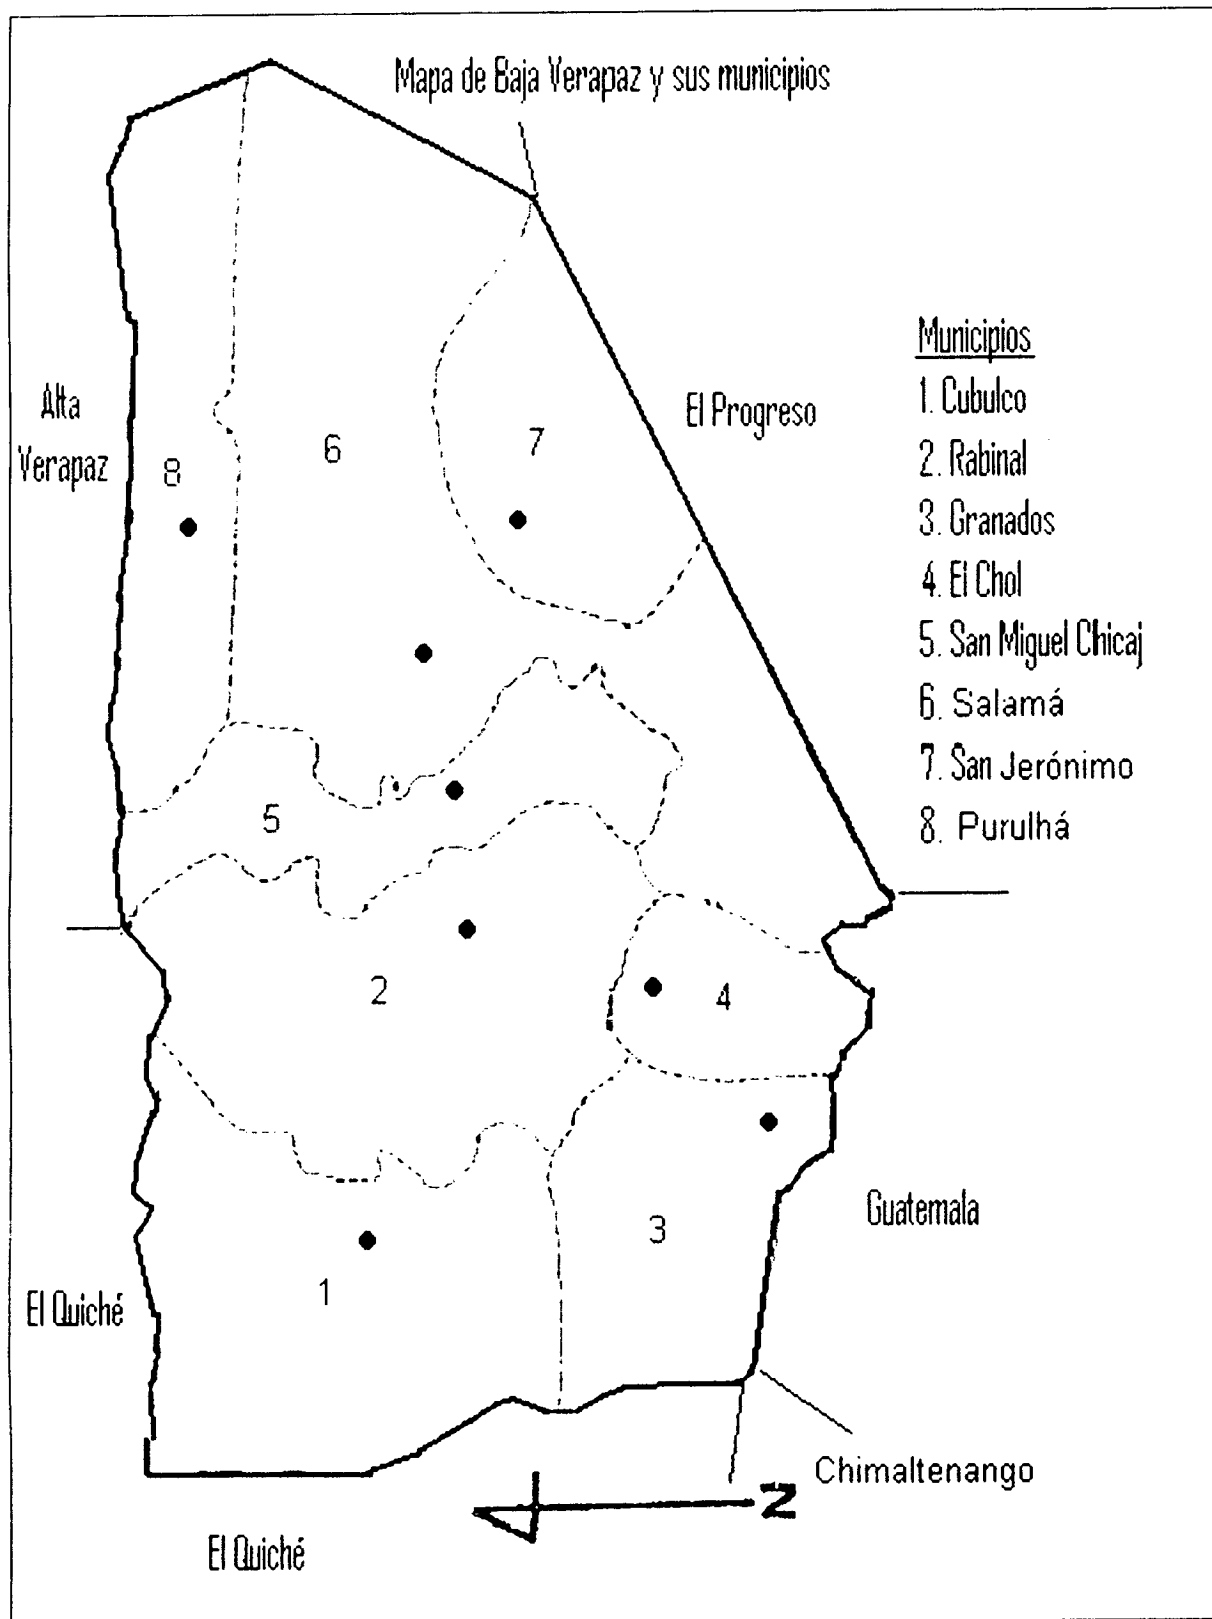 Mapa de Baja Verapaz y sus municipios
Municipios
1. Cubulco
2. Rabinal
3. Granados
4. El Chol
5. San Miguel Chicaj
6. Salamá
7. San Jerónimo
8. Purulhá
Alta
Verapaz
El Progreso
6
7
8
5
2
4
3
1
Guatemala
El Quiché
Chimaltenango
N
El Quiché